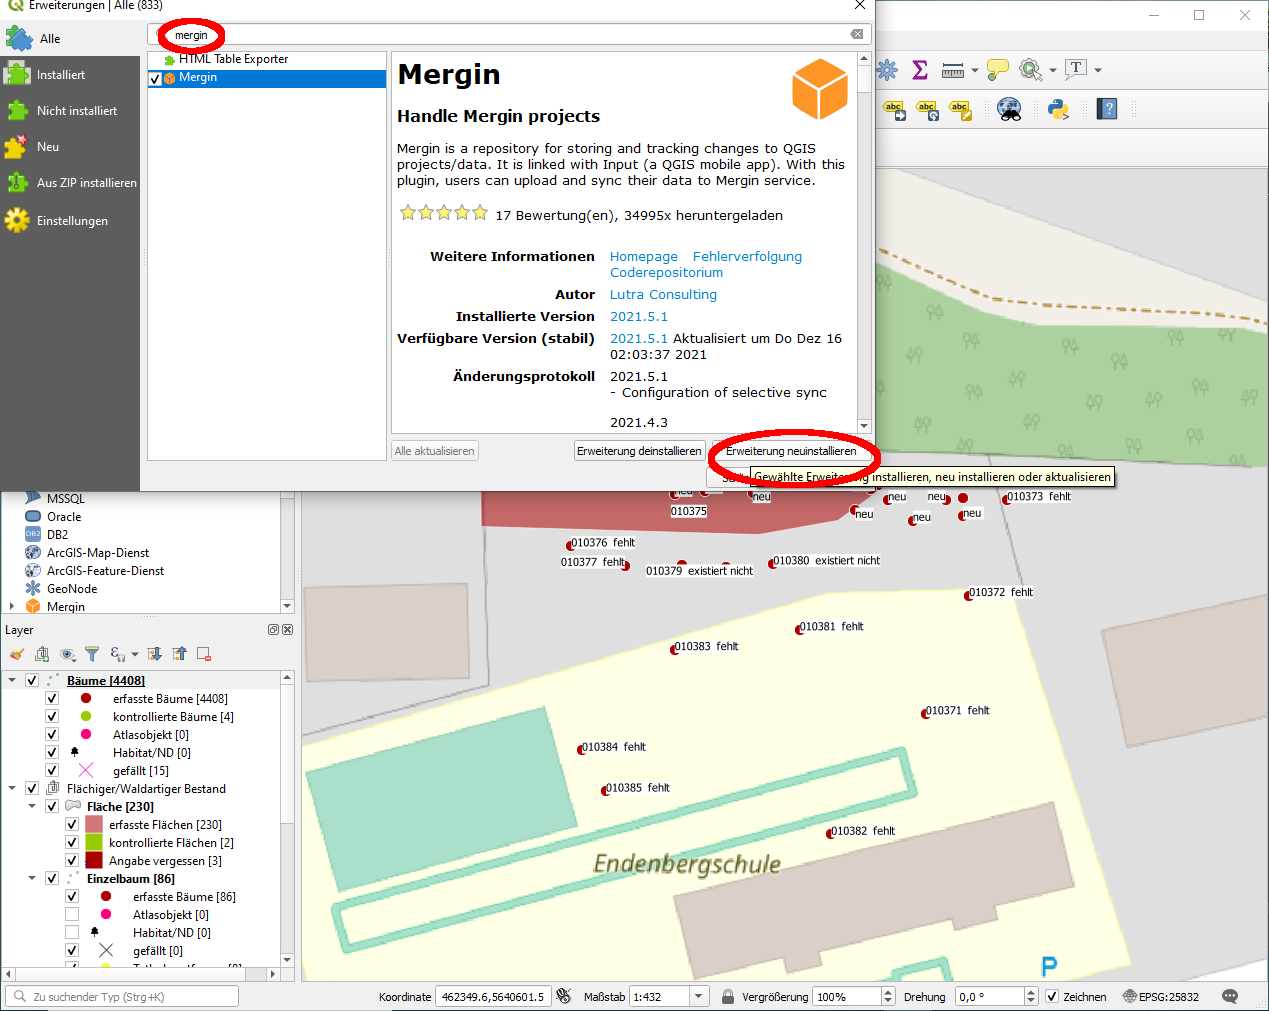 Erweiterungen | Alle (833)
mergin
Alle
Installiert
Nicht installiert
Neu
Aus ZIP installieren
Einstellungen
HTML Table Exporter
Mergin
Mergin
Handle Mergin projects
Mergin is a repository for storing and tracking changes to QGIS
projects/data. It is linked with Input (a QGIS mobile app). With this
plugin, users can upload and sync their data to Mergin service.
17 Bewertung(en), 34995x heruntergeladen
Weitere Informationen Homepage Fehlerverfolgung
Coderepositorium
Autor Lutra Consulting
Installierte Version 2021.5.1
Verfügbare Version (stabil) 2021.5.1 Aktualisiert um Do Dez 16
02:03:37 2021
Änderungsprotokoll 2021.5.1
- Configuration of selective sync
2021.4.3
Alle aktualisieren
Erweiterung deinstallieren
Erweiterung neuinstallieren
Gewählte Erweiterung installieren, neu installieren oder aktualisieren
abc abc abc
T
?
MSSQL
Oracle
DB2 DB2
ArcGIS-Map-Dienst
ArcGIS-Feature-Dienst
GeoNode
Mergin
Layer
Bäume [4408]
erfasste Bäume [4408]
kontrollierte Bäume [4]
Atlasobjekt [0]
Habitat/ND [0]
gefällt [15]
Flächiger/Waldartiger Bestand
Fläche [230]
erfasste Flächen [230]
kontrollierte Flächen [2]
Angabe vergessen [3]
Einzelbaum [86]
erfasste Bäume [86]
Atlasobjekt [0]
Habitat/ND [0]
gefällt [0]
neu
neu
neu
neu
neu
neu
neu
010373 fehlt
010375
010376 fehlt
010377 fehlt
010379 existiert nicht
010380 existiert nicht
010372 fehlt
010381 fehlt
010383 fehlt
010371 fehlt
010384 fehlt
010385 fehlt
010382 fehlt
Endenbergschule
P
Zu suchender Typ (Strg+K)
Koordinate 462349.6,5640601.5
Maßstab 1:432
Vergrößerung 100%
Drehung 0,0 °
Zeichnen
EPSG:25832